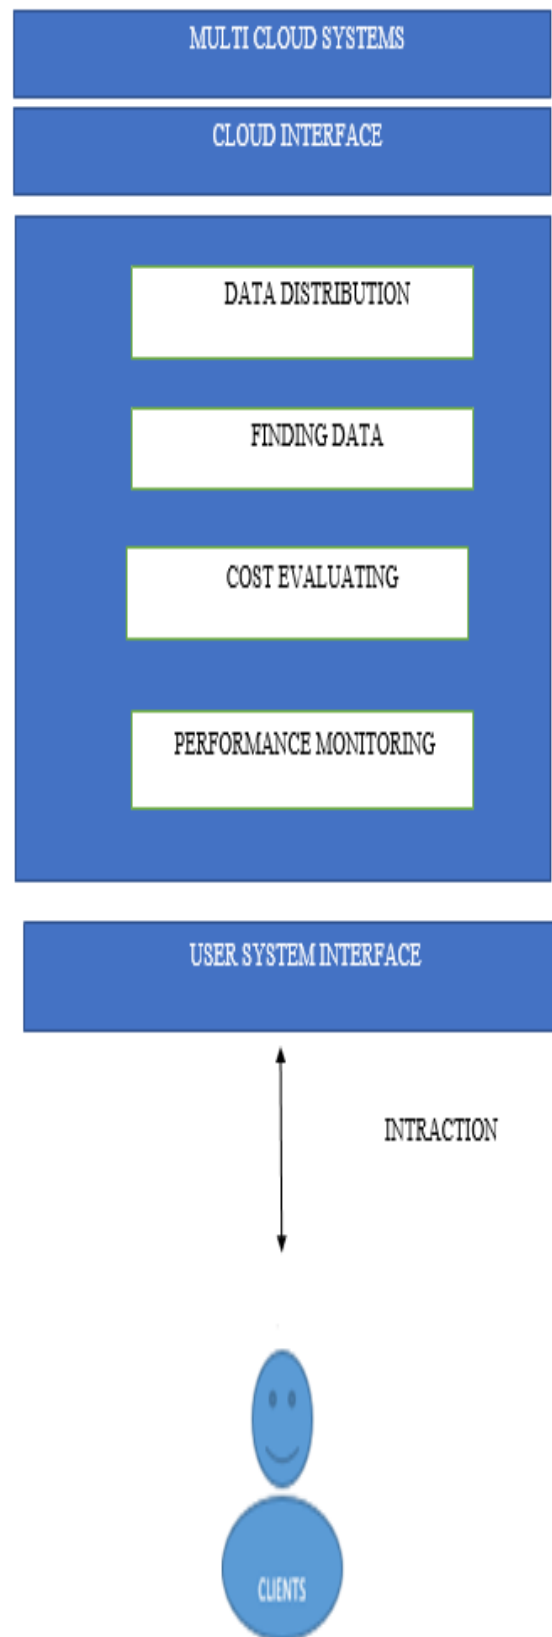 MULTI CLOUD SYSTEMS
CLOUD INTERFACE
DATA DISTRIBUTION
FINDING DATA
COST EVALUATING
PERFORMANCE MONITORING
USER SYSTEM INTERFACE
INTRACTION
CLIENTS